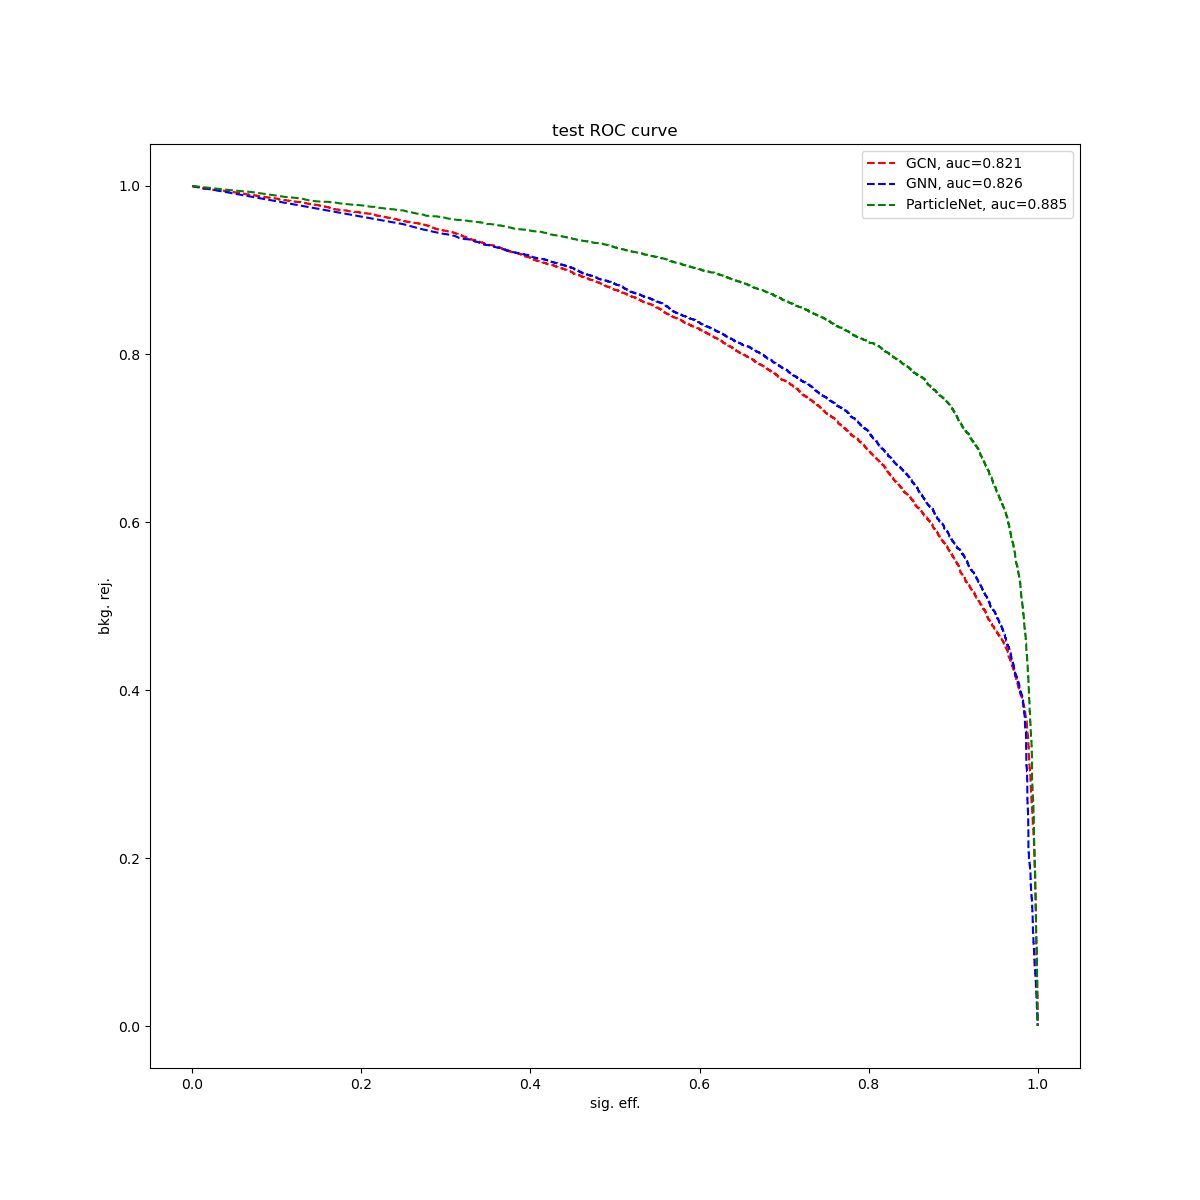 test ROC curve
GCN, auc=0.821
GNN, auc=0.826
ParticleNet, auc=0.885
1.0
0.8
0.6
0.4
0.2
0.0
bkg. rej.
0.0 0.2 0.4 0.6 0.8 1.0
sig. eff.